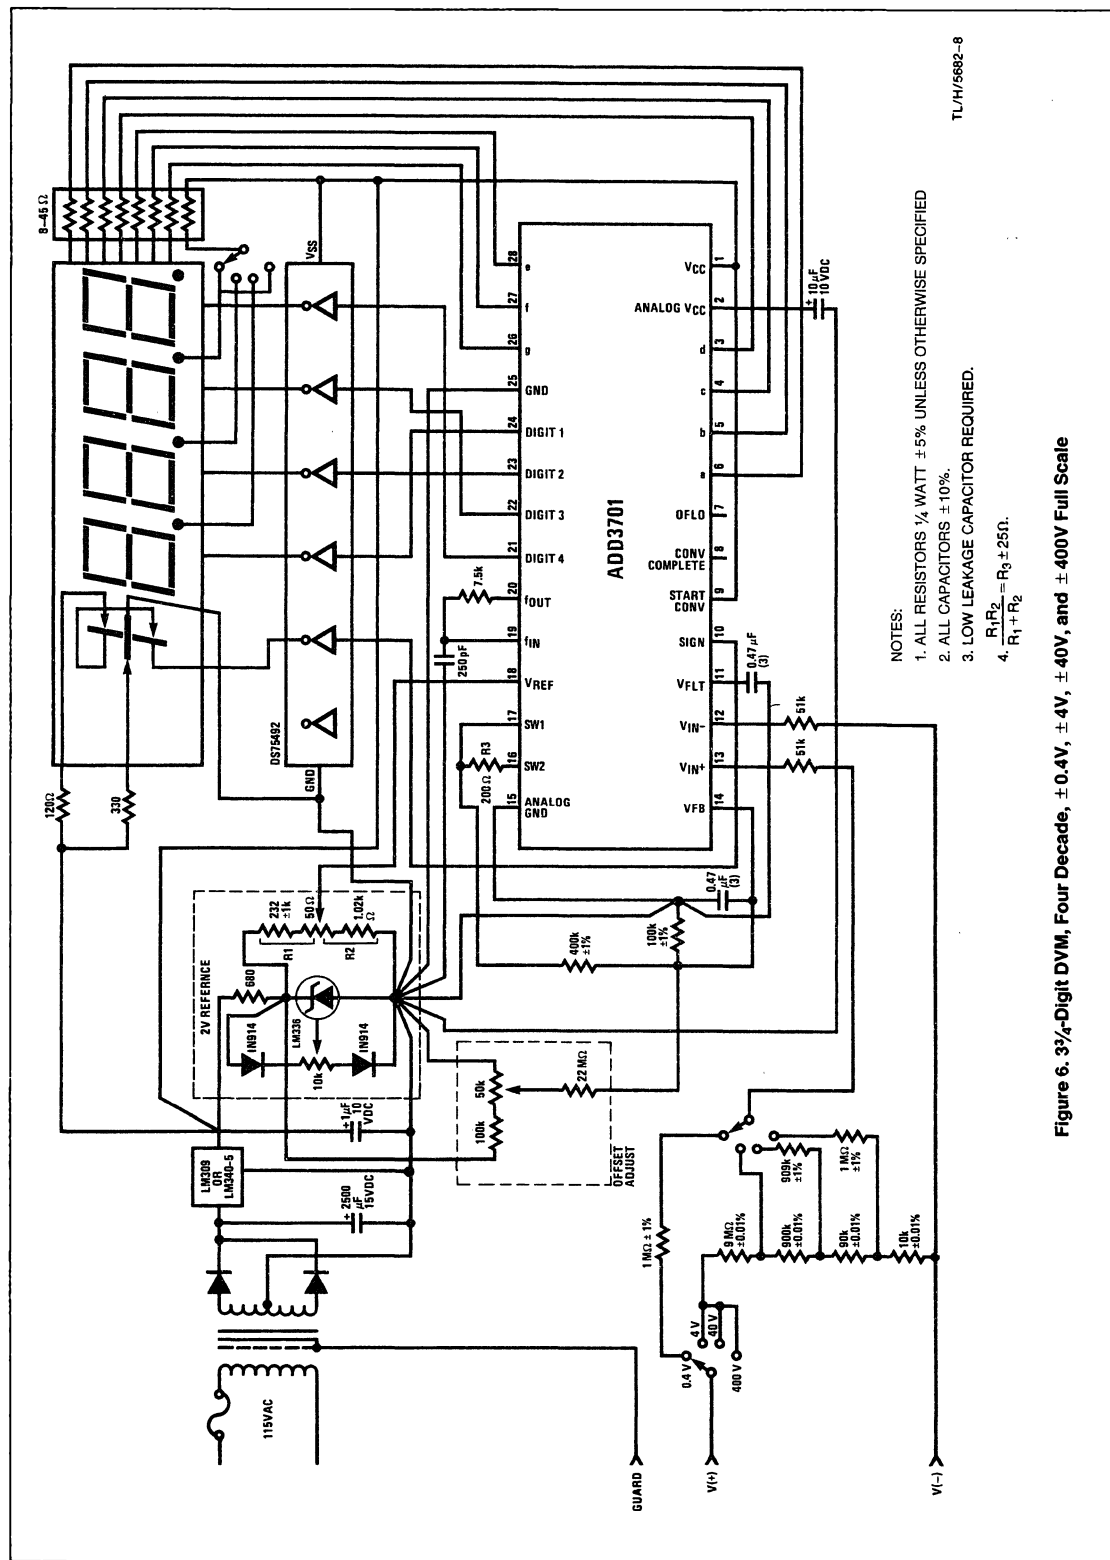 8–45 Ω
VSS
DS75492
GND
120Ω
330
2V REFERNCE
232
±1k
50Ω
1.02k
Ω
R1
R2
680
LM336
IN914
10k
IN914
+1µF
10
VDC
LM309
OR
LM340-5
+ 2500
µF
15VDC
115VAC
50k
100k
22 MΩ
OFFSET
ADJUST
28
27
26
25
24
23
22
21
20
19
18
17
16
15
e
f
g
GND
DIGIT 1
DIGIT 2
DIGIT 3
DIGIT 4
fOUT
fIN
VREF
SW1
SW2
ANALOG
GND
7.5k
250 pF
R3
200Ω
ADD3701
VCC
ANALOG VCC
d
c
b
a
OFLO
CONV
COMPLETE
START
CONV
SIGN
VFLT
VIN−
VIN+
VFB
1
2
3
4
5
6
7
8
9
10
11
12
13
14
+ 10 µF
10 VDC
0.47 µF
(3)
51k
51k
0.47
µF
(3)
100k
±1%
400k
±1%
1 MΩ ± 1%
9 MΩ
±0.01%
900k
±0.01%
90k
±0.01%
10k
±0.01%
909k
±1%
1 MΩ
±1%
0.4 V
4 V
40 V
400 V
GUARD
V(+)
V(−)
NOTES:
1. ALL RESISTORS ¼ WATT ±5% UNLESS OTHERWISE SPECIFIED
2. ALL CAPACITORS ±10%.
3. LOW LEAKAGE CAPACITOR REQUIRED.
4. R1R2 / R1 + R2 = R3 ± 25Ω.
TL/H/5682–8
Figure 6. 3¾-Digit DVM, Four Decade, ±0.4V, ±4V, ±40V, and ±400V Full Scale